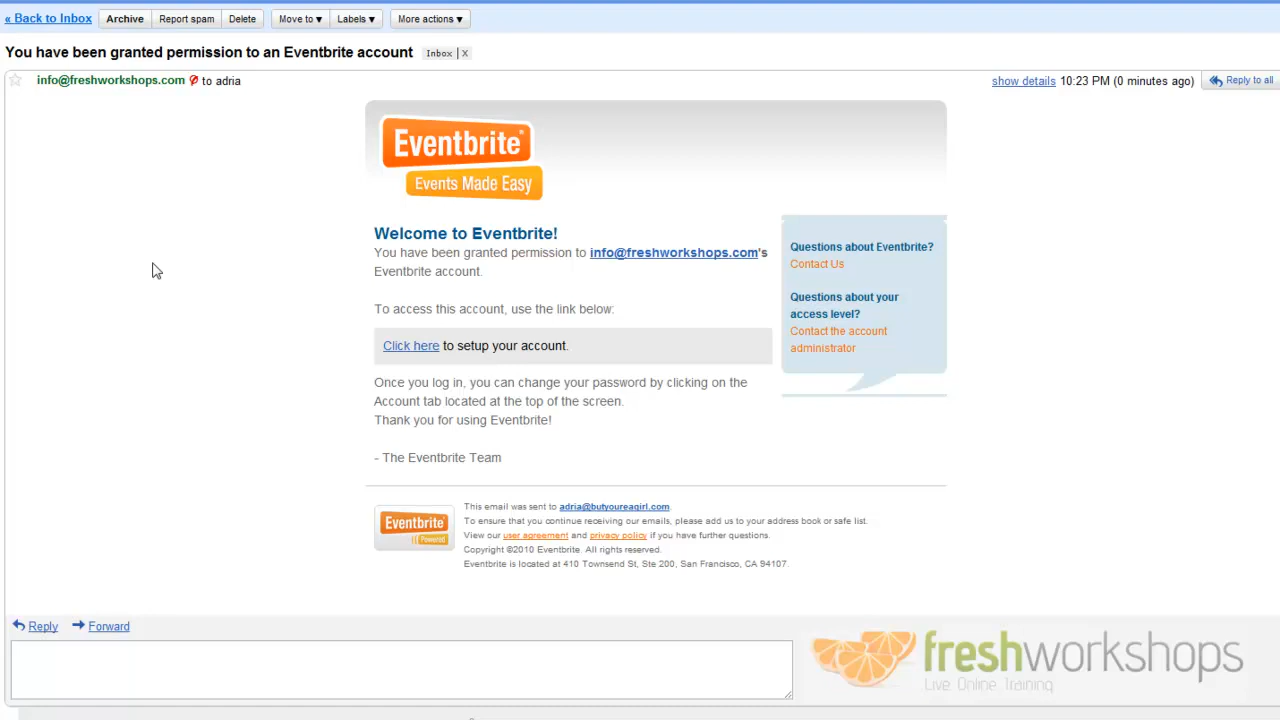 « Back to Inbox Archive Report spam Delete Move to ▾ Labels ▾ More actions ▾
You have been granted permission to an Eventbrite account Inbox | X
info@freshworkshops.com to adria show details 10:23 PM (0 minutes ago) Reply to all
Eventbrite®
Events Made Easy
Welcome to Eventbrite!
You have been granted permission to info@freshworkshops.com's
Eventbrite account.
To access this account, use the link below:
Click here to setup your account.
Once you log in, you can change your password by clicking on the
Account tab located at the top of the screen.
Thank you for using Eventbrite!
- The Eventbrite Team
Questions about Eventbrite?
Contact Us
Questions about your
access level?
Contact the account
administrator
Eventbrite
Powered
This email was sent to adria@butyoureagirl.com.
To ensure that you continue receiving our emails, please add us to your address book or safe list.
View our user agreement and privacy policy if you have further questions.
Copyright ©2010 Eventbrite. All rights reserved.
Eventbrite is located at 410 Townsend St, Ste 200, San Francisco, CA 94107.
Reply Forward
freshworkshops
Live Online Training